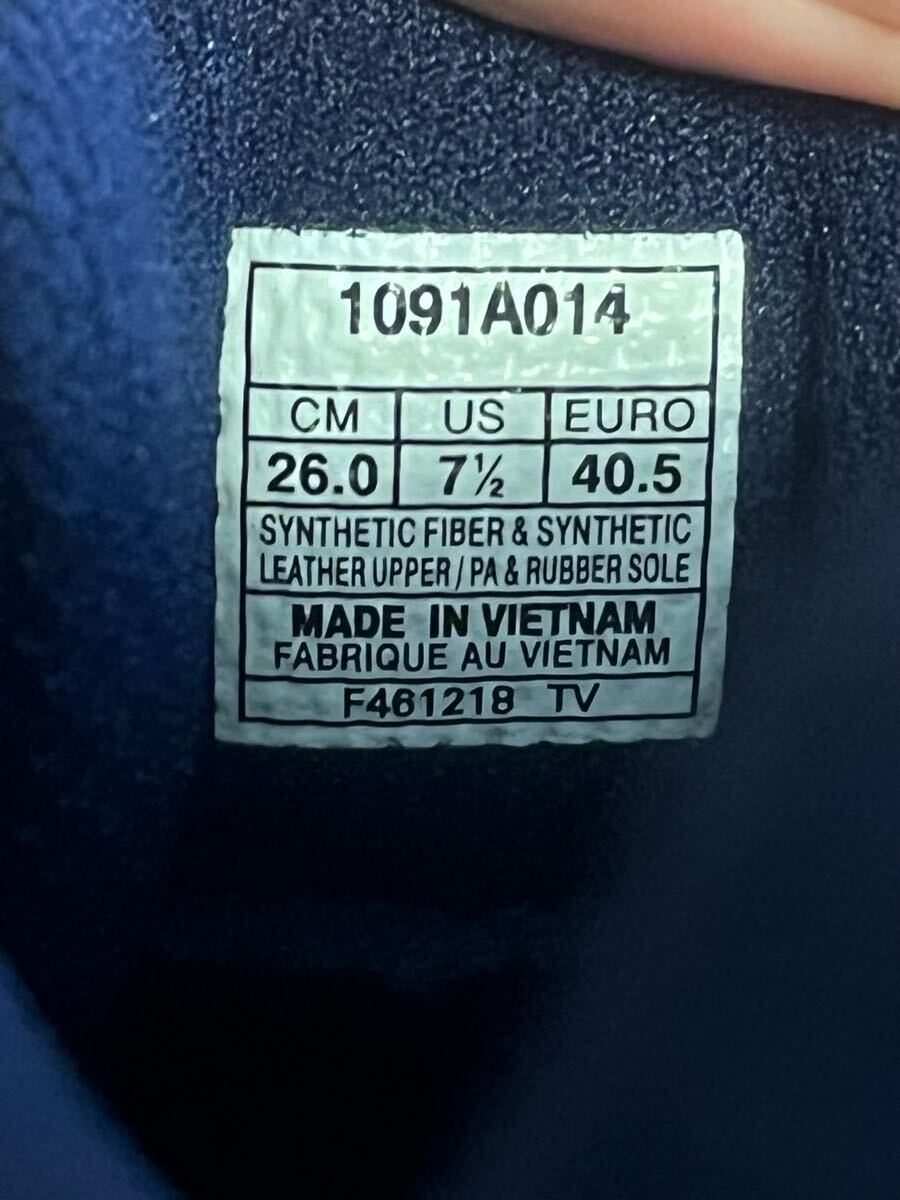 1091A014
CM US EURO
26.0 7½ 40.5
SYNTHETIC FIBER & SYNTHETIC
LEATHER UPPER / PA & RUBBER SOLE
MADE IN VIETNAM
FABRIQUE AU VIETNAM
F461218 TV